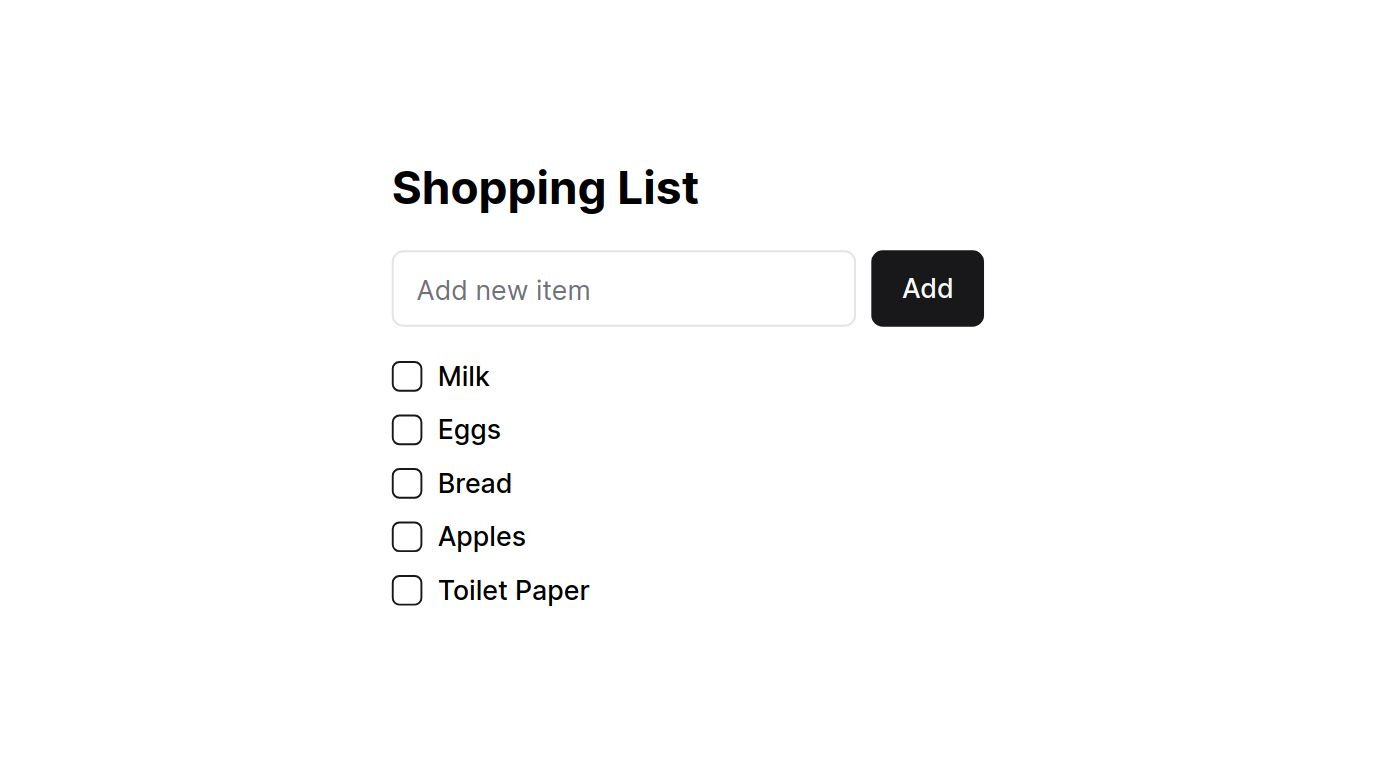 Shopping List
Add new item
Add
Milk
Eggs
Bread
Apples
Toilet Paper